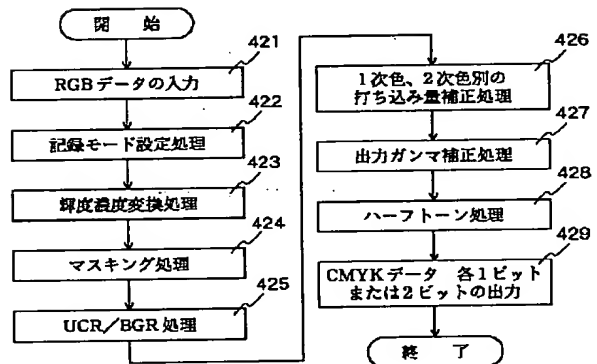 開　始
421
RGBデータの入力
422
記録モード設定処理
423
輝度濃度変換処理
424
マスキング処理
425
UCR／BGR 処理
426
1次色、2次色別の
打ち込み量補正処理
427
出力ガンマ補正処理
428
ハーフトーン処理
429
CMYKデータ　各1ビット
または2ビットの出力
終　了